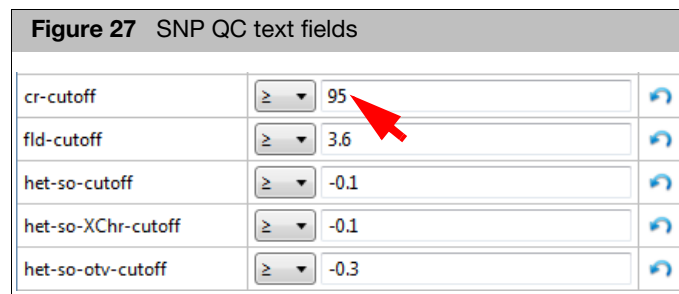 Figure 27 SNP QC text fields
cr-cutoff ≥ 95
fld-cutoff ≥ 3.6
het-so-cutoff ≥ -0.1
het-so-XChr-cutoff ≥ -0.1
het-so-otv-cutoff ≥ -0.3